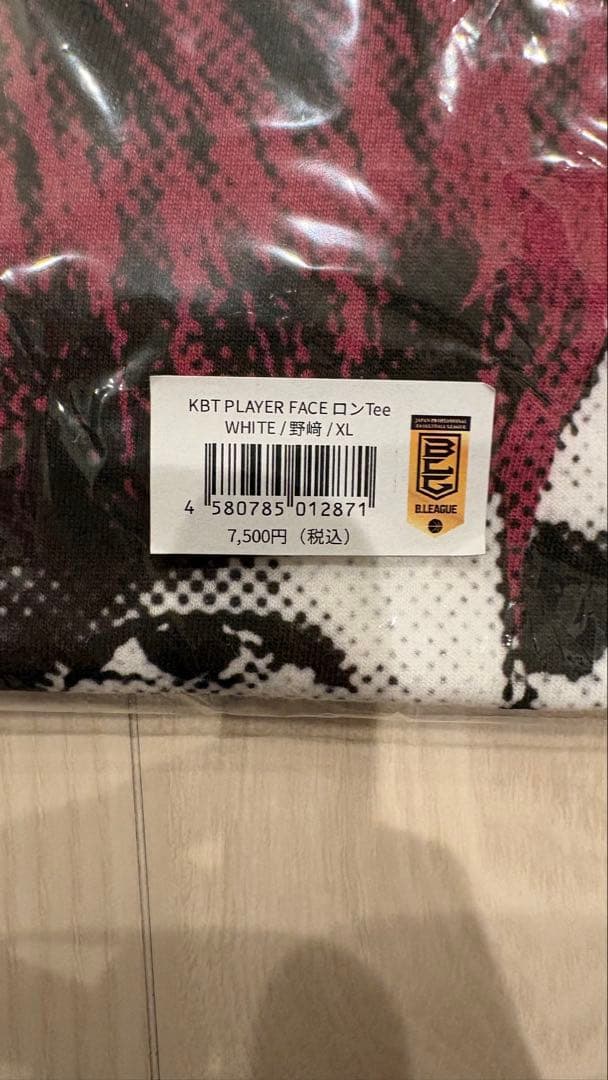 KBT PLAYER FACE ロンTee
WHITE / 野﨑 / XL
4 580785 012871
7,500円（税込）
JAPAN PROFESSIONAL
BASKETBALL LEAGUE
B.LEAGUE